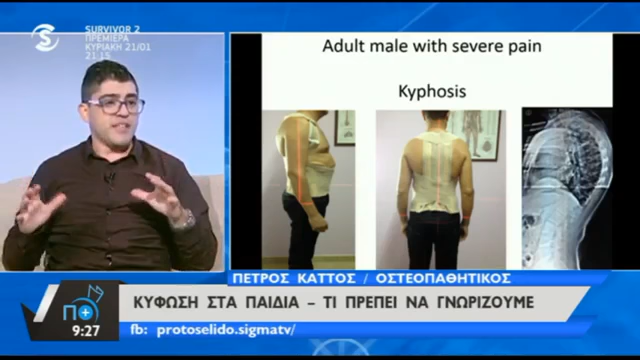 SURVIVOR 2
ΠΡΕΜΙΕΡΑ
ΚΥΡΙΑΚΗ 21/01
21:15
Adult male with severe pain
Kyphosis
ΠΕΤΡΟΣ ΚΑΤΤΟΣ / ΟΣΤΕΟΠΑΘΗΤΙΚΟΣ
ΚΥΦΩΣΗ ΣΤΑ ΠΑΙΔΙΑ – ΤΙ ΠΡΕΠΕΙ ΝΑ ΓΝΩΡΙΖΟΥΜΕ
9:27
fb: protoselido.sigmatv/